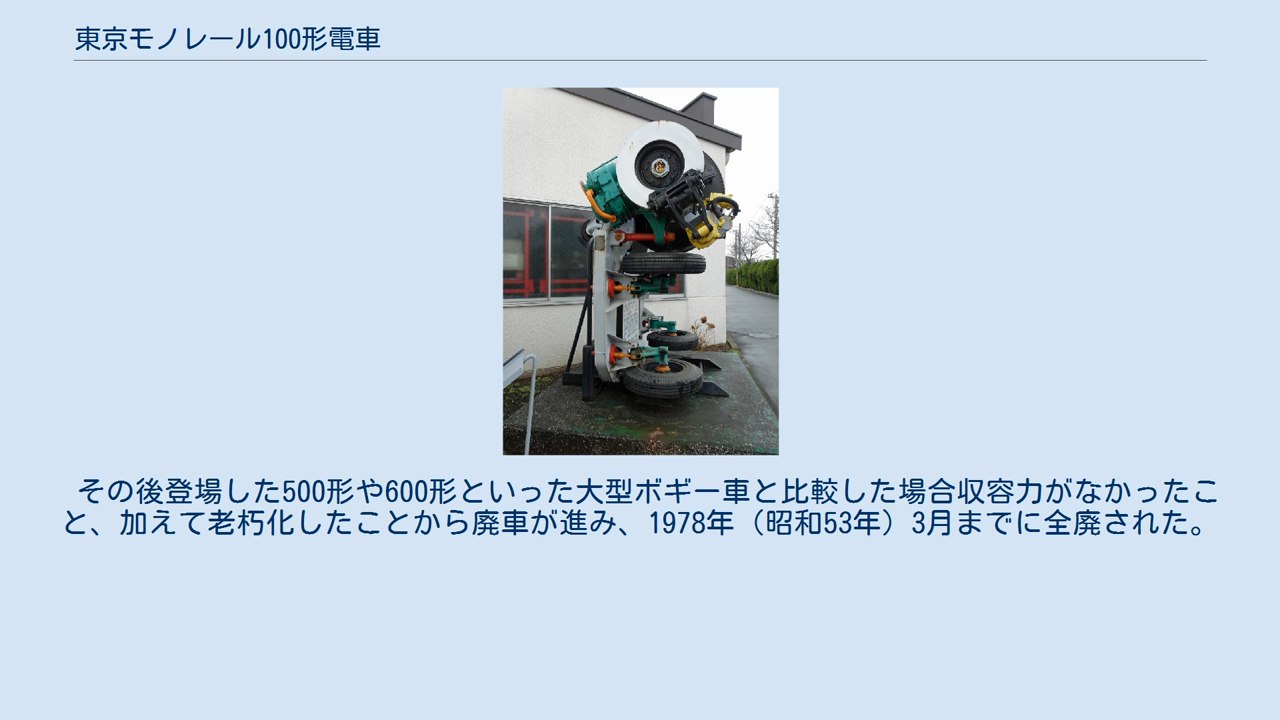 東京モノレール100形電車
その後登場した500形や600形といった大型ボギー車と比較した場合収容力がなかったこ
と、加えて老朽化したことから廃車が進み、1978年（昭和53年）3月までに全廃された。